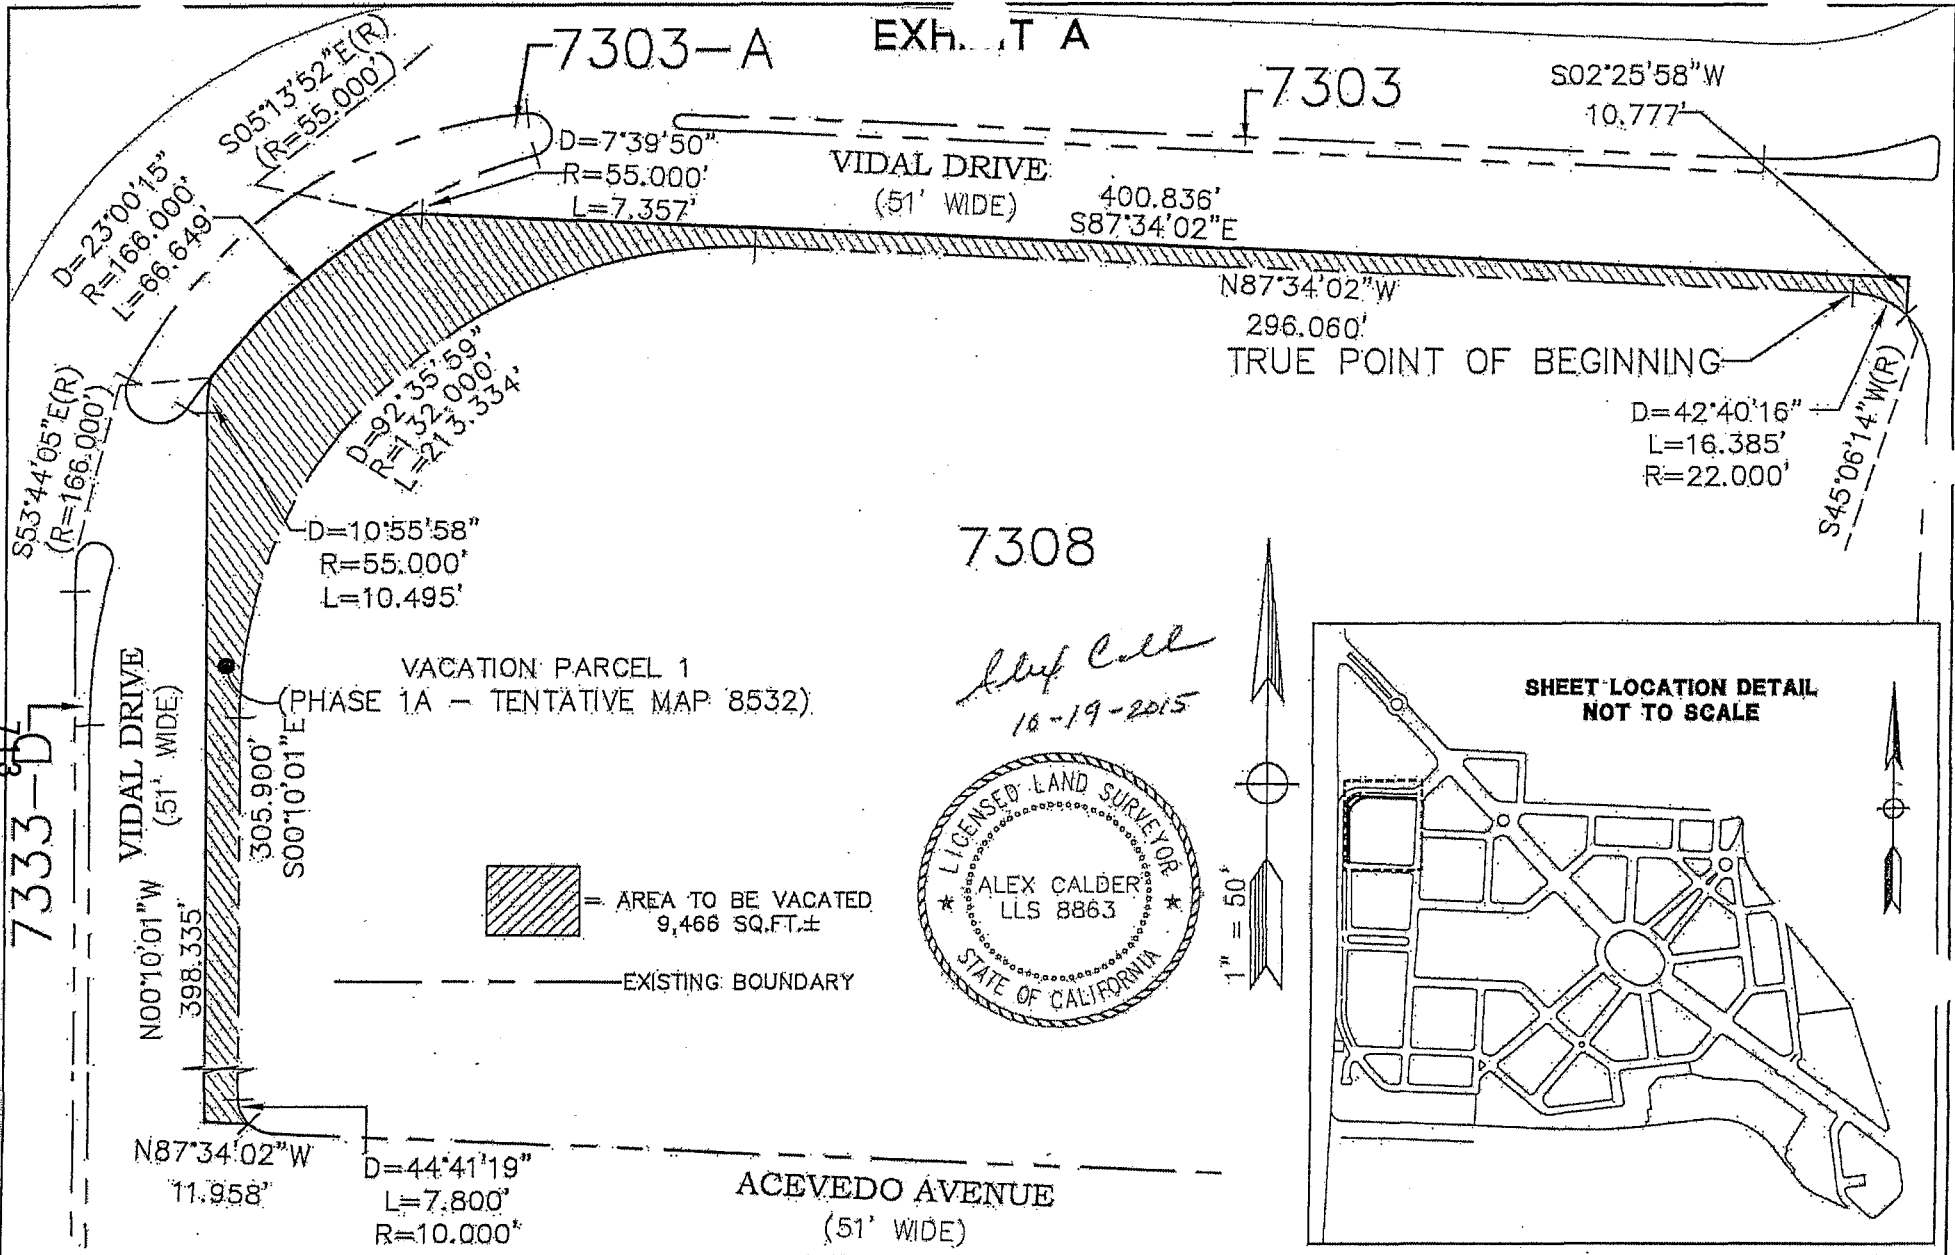 EXH T A
7303-A
7303
S02°25'58"W
10.777'
S05°13'52"E(R)
(R=55.000')
D=7°39'50"
R=55.000'
L=7.357'
VIDAL DRIVE
(51' WIDE)
400.836'
S87°34'02"E
D=23°00'15"
R=166.000'
L=66.649'
N87°34'02"W
296.060'
TRUE POINT OF BEGINNING
D=42°40'16"
L=16.385'
R=22.000'
S45°06'14"W(R)
S53°44'05"E(R)
(R=166.000')
D=92°35'59"
R=132.000'
L=213.334'
D=10°55'58"
R=55.000'
L=10.495'
7308
VACATION PARCEL 1
(PHASE 1A - TENTATIVE MAP 8532)
10-19-2015
7333-D
VIDAL DRIVE
(51' WIDE)
305.900'
S00°10'01"E
N00°10'01"W
398.335'
= AREA TO BE VACATED
9,466 SQ.FT.±
EXISTING BOUNDARY
LICENSED LAND SURVEYOR
ALEX CALDER
LLS 8863
STATE OF CALIFORNIA
1" = 50'
SHEET LOCATION DETAIL
NOT TO SCALE
N87°34'02"W
11.958'
D=44°41'19"
L=7.800'
R=10.000'
ACEVEDO AVENUE
(51' WIDE)